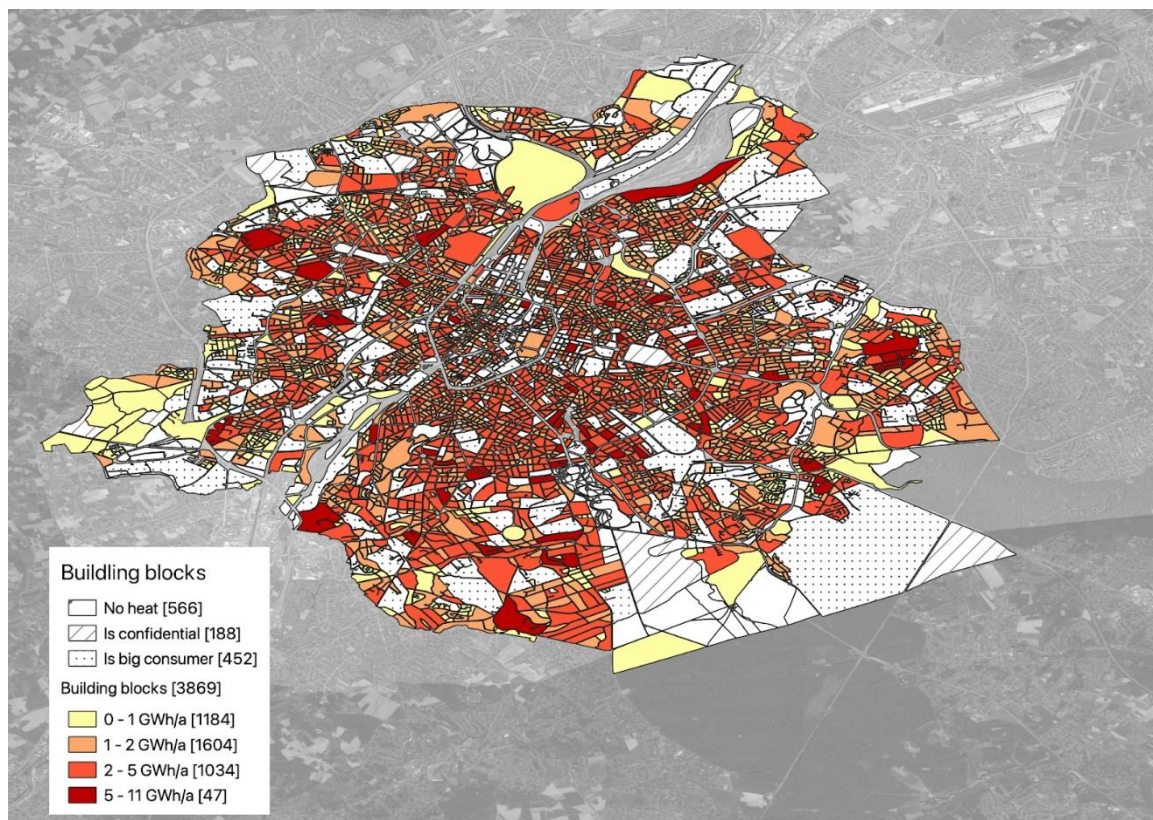 Buildling blocks
No heat [566]
Is confidential [188]
Is big consumer [452]
Building blocks [3869]
0 - 1 GWh/a [1184]
1 - 2 GWh/a [1604]
2 - 5 GWh/a [1034]
5 - 11 GWh/a [47]